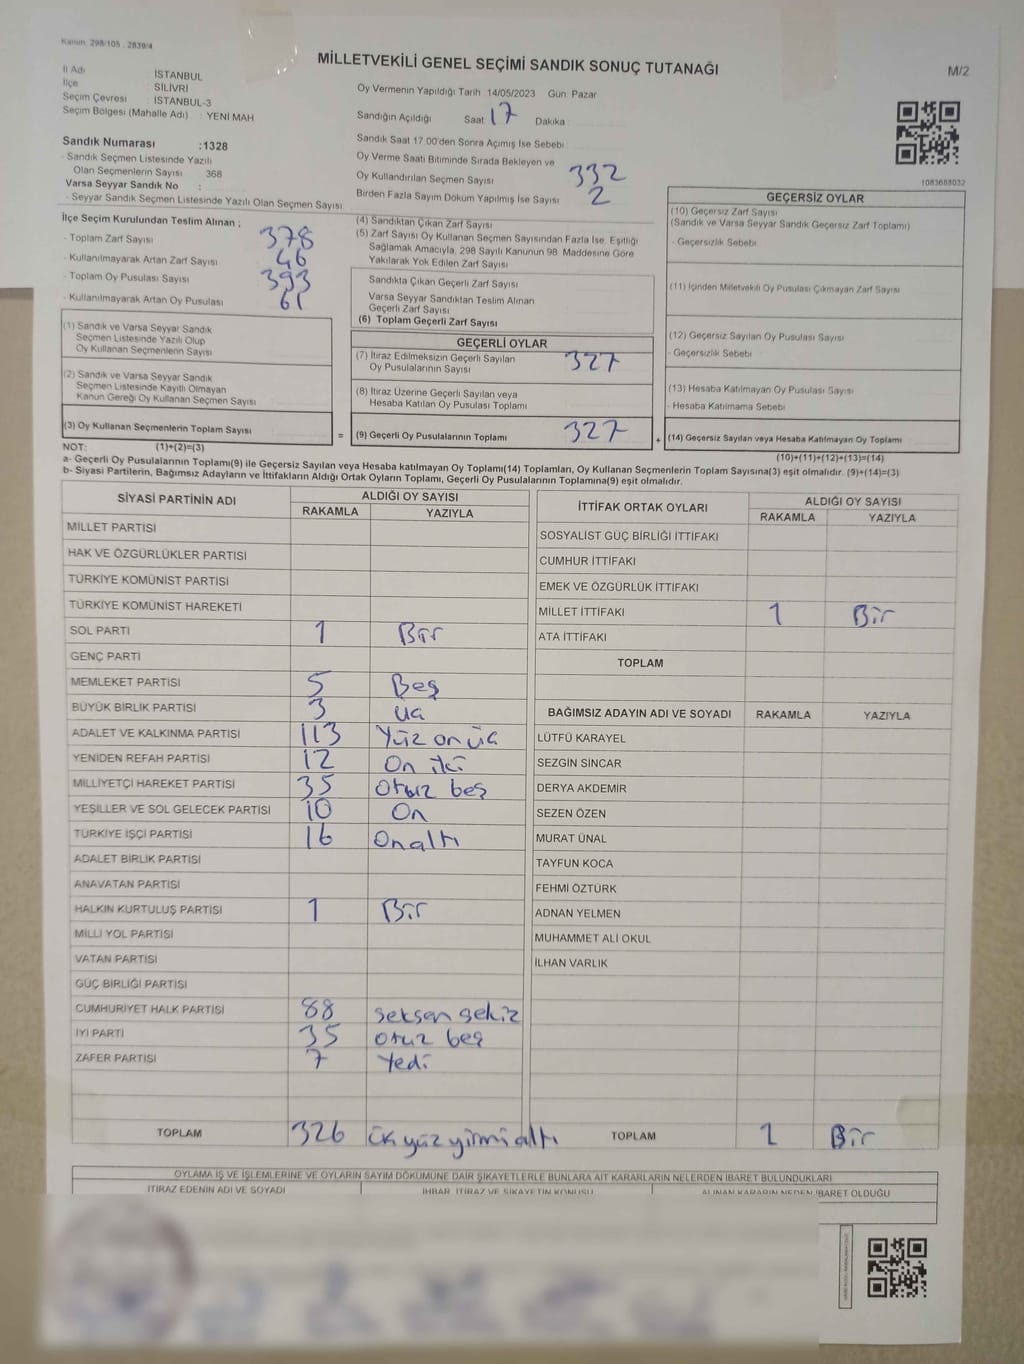 Kanun: 298/105 , 2839/4
MİLLETVEKİLİ GENEL SEÇİMİ SANDIK SONUÇ TUTANAĞI
M/2
İl Adı : İSTANBUL
İlçe : SİLİVRİ
Seçim Çevresi : İSTANBUL-3
Seçim Bölgesi (Mahalle Adı) : YENİ MAH
Sandık Numarası :1328
- Sandık Seçmen Listesinde Yazılı
Olan Seçmenlerin Sayısı : 368
Varsa Seyyar Sandık No :
- Seyyar Sandık Seçmen Listesinde Yazılı Olan Seçmen Sayısı
Oy Vermenin Yapıldığı Tarih 14/05/2023 Gün Pazar
Sandığın Açıldığı Saat 17 Dakika
Sandık Saat 17.00'den Sonra Açımış İse Sebebi
Oy Verme Saati Bitiminde Sırada Bekleyen ve
Oy Kullandırılan Seçmen Sayısı 332
Birden Fazla Sayım Döküm Yapılmış İse Sayısı 2
1083688032
İlçe Seçim Kurulundan Teslim Alınan ;
- Toplam Zarf Sayısı 378
- Kullanılmayarak Artan Zarf Sayısı 46
- Toplam Oy Pusulası Sayısı 393
- Kullanılmayarak Artan Oy Pusulası 61
(1) Sandık ve Varsa Seyyar Sandık
Seçmen Listesinde Yazılı Olup
Oy Kullanan Seçmenlerin Sayısı
(2) Sandık ve Varsa Seyyar Sandık
Seçmen Listesinde Kayıtlı Olmayan
Kanun Gereği Oy Kullanan Seçmen Sayısı
(3) Oy Kullanan Seçmenlerin Toplam Sayısı
=
(4) Sandıktan Çıkan Zarf Sayısı
(5) Zarf Sayısı Oy Kullanan Seçmen Sayısından Fazla İse, Eşitliği
Sağlamak Amacıyla, 298 Sayılı Kanunun 98. Maddesine Göre
Yakılarak Yok Edilen Zarf Sayısı
Sandıkta Çıkan Geçerli Zarf Sayısı
Varsa Seyyar Sandıktan Teslim Alınan
Geçerli Zarf Sayısı
(6) Toplam Geçerli Zarf Sayısı
GEÇERLİ OYLAR
(7) İtiraz Edilmeksizin Geçerli Sayılan
Oy Pusulalarının Sayısı 327
(8) İtiraz Üzerine Geçerli Sayılan veya
Hesaba Katılan Oy Pusulası Toplamı
(9) Geçerli Oy Pusulalarının Toplamı 327
+
GEÇERSİZ OYLAR
(10) Geçersiz Zarf Sayısı
(Sandık ve Varsa Seyyar Sandık Geçersiz Zarf Toplamı)
- Geçersizlik Sebebi
(11) İçinden Milletvekili Oy Pusulası Çıkmayan Zarf Sayısı
(12) Geçersiz Sayılan Oy Pusulası Sayısı
- Geçersizlik Sebebi
(13) Hesaba Katılmayan Oy Pusulası Sayısı
- Hesaba Katılmama Sebebi
(14) Geçersiz Sayılan veya Hesaba Katılmayan Oy Toplamı
NOT: (1)+(2)=(3) (10)+(11)+(12)+(13)=(14)
a- Geçerli Oy Pusulalarının Toplamı(9) ile Geçersiz Sayılan veya Hesaba katılmayan Oy Toplamı(14) Toplamları, Oy Kullanan Seçmenlerin Toplam Sayısına(3) eşit olmalıdır. (9)+(14)=(3)
b- Siyasi Partilerin, Bağımsız Adayların ve İttifakların Aldığı Ortak Oyların Toplamı, Geçerli Oy Pusulalarının Toplamına(9) eşit olmalıdır.
SİYASİ PARTİNİN ADI ALDIĞI OY SAYISI
RAKAMLA YAZIYLA
MİLLET PARTİSİ
HAK VE ÖZGÜRLÜKLER PARTİSİ
TÜRKİYE KOMÜNİST PARTİSİ
TÜRKİYE KOMÜNİST HAREKETİ
SOL PARTİ 1 Bir
GENÇ PARTİ
MEMLEKET PARTİSİ 5 Beş
BÜYÜK BİRLİK PARTİSİ 3 üç
ADALET VE KALKINMA PARTİSİ 113 Yüz on üç
YENİDEN REFAH PARTİSİ 12 On iki
MİLLİYETÇİ HAREKET PARTİSİ 35 otuz beş
YEŞİLLER VE SOL GELECEK PARTİSİ 10 On
TÜRKİYE İŞÇİ PARTİSİ 16 Onaltı
ADALET BİRLİK PARTİSİ
ANAVATAN PARTİSİ
HALKIN KURTULUŞ PARTİSİ 1 Bir
MİLLİ YOL PARTİSİ
VATAN PARTİSİ
GÜÇ BİRLİĞİ PARTİSİ
CUMHURİYET HALK PARTİSİ 88 seksen sekiz
İYİ PARTİ 35 otuz beş
ZAFER PARTİSİ 7 Yedi
TOPLAM 326 üç yüz yirmi altı
İTTİFAK ORTAK OYLARI ALDIĞI OY SAYISI
RAKAMLA YAZIYLA
SOSYALİST GÜÇ BİRLİĞİ İTTİFAKI
CUMHUR İTTİFAKI
EMEK VE ÖZGÜRLÜK İTTİFAKI
MİLLET İTTİFAKI 1 Bir
ATA İTTİFAKI
TOPLAM
BAĞIMSIZ ADAYIN ADI VE SOYADI RAKAMLA YAZIYLA
LÜTFÜ KARAYEL
SEZGİN SİNCAR
DERYA AKDEMİR
SEZEN ÖZEN
MURAT ÜNAL
TAYFUN KOCA
FEHMİ ÖZTÜRK
ADNAN YELMEN
MUHAMMET ALİ OKUL
İLHAN VARLIK
TOPLAM 1 Bir
OYLAMA İŞ VE İŞLEMLERİNE VE OYLARIN SAYIM DÖKÜMÜNE DAİR ŞİKAYETLERLE BUNLARA AİT KARARLARIN NELERDEN İBARET BULUNDUKLARI
İTİRAZ EDENİN ADI VE SOYADI İHBAR, İTİRAZ VE ŞİKAYETİN KONUSU ALINAN KARARIN NEDEN İBARET OLDUĞU